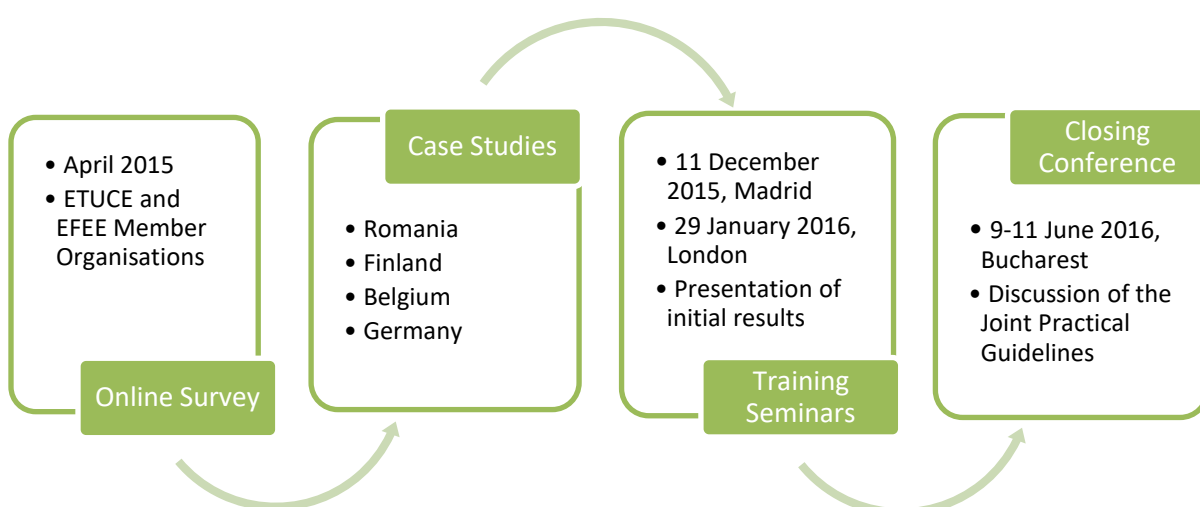 • April 2015
• ETUCE and
EFEE Member
Organisations
Online Survey
Case Studies
• Romania
• Finland
• Belgium
• Germany
• 11 December
2015, Madrid
• 29 January 2016,
London
• Presentation of
initial results
Training
Seminars
Closing
Conference
• 9-11 June 2016,
Bucharest
• Discussion of the
Joint Practical
Guidelines